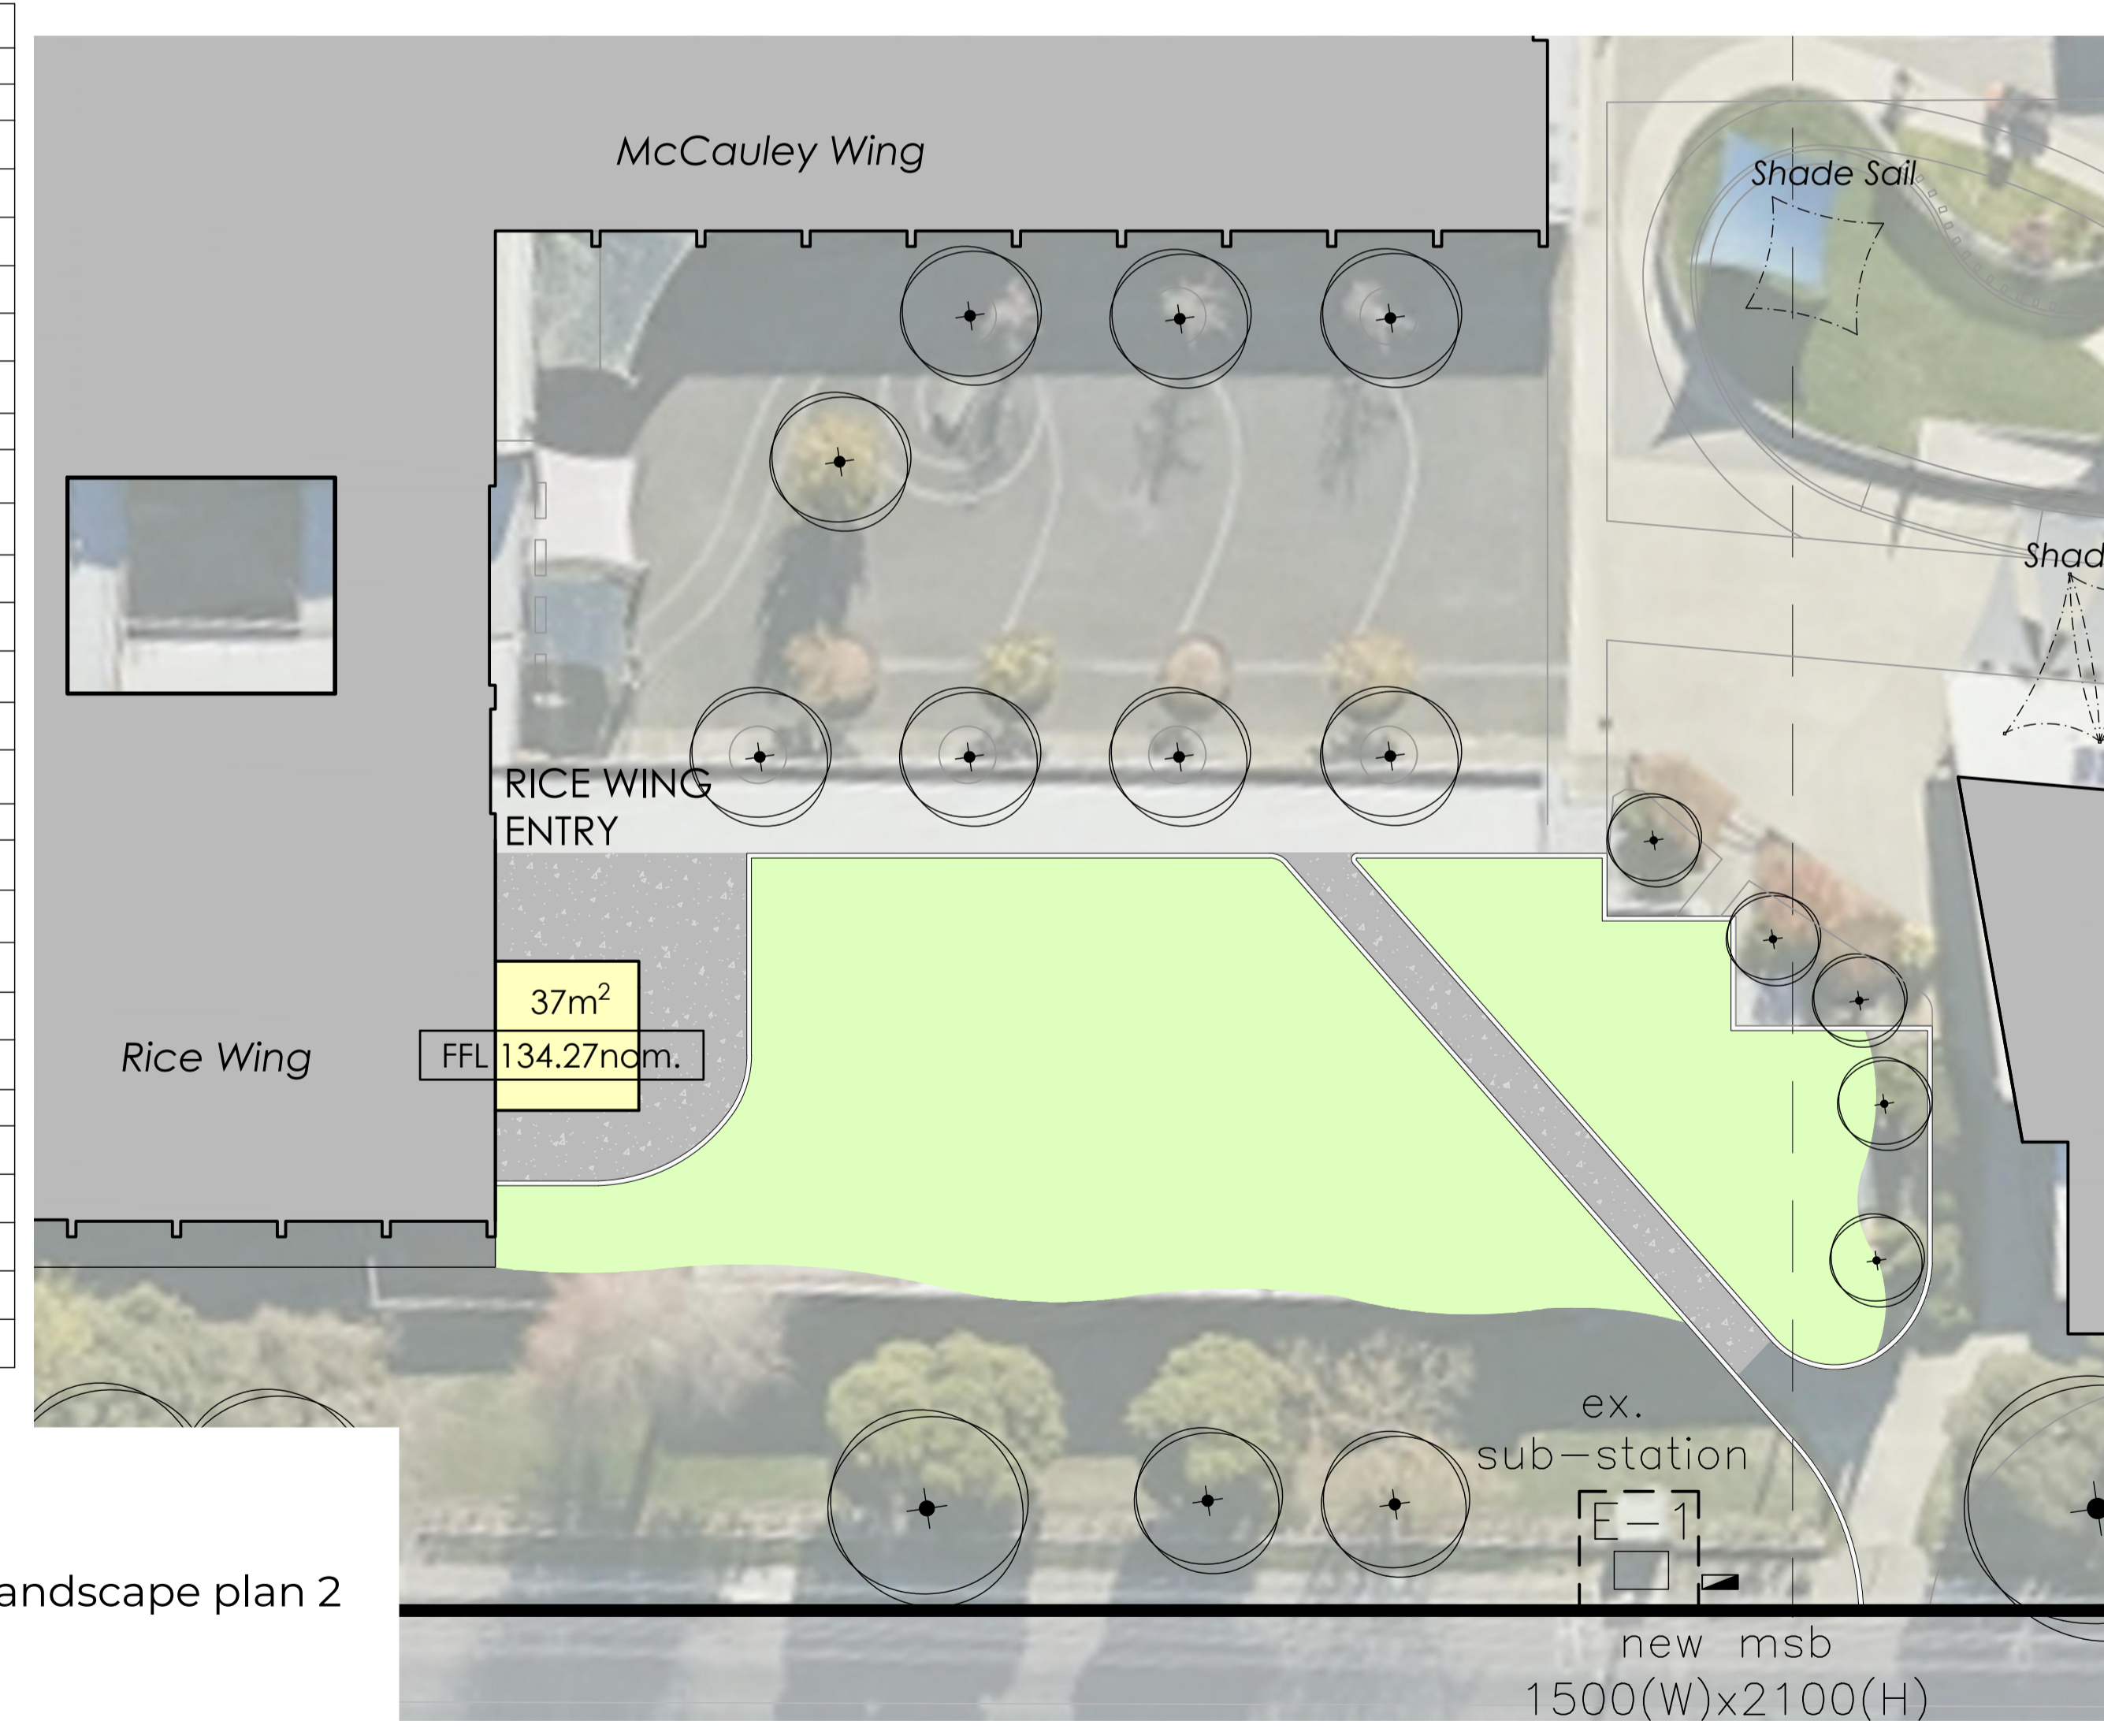 McCauley Wing
Shade Sail
Shad
RICE WING
ENTRY
37m²
FFL 134.27nom.
Rice Wing
ex.
sub-station
E-1
andscape plan 2
new msb
1500(W)x2100(H)